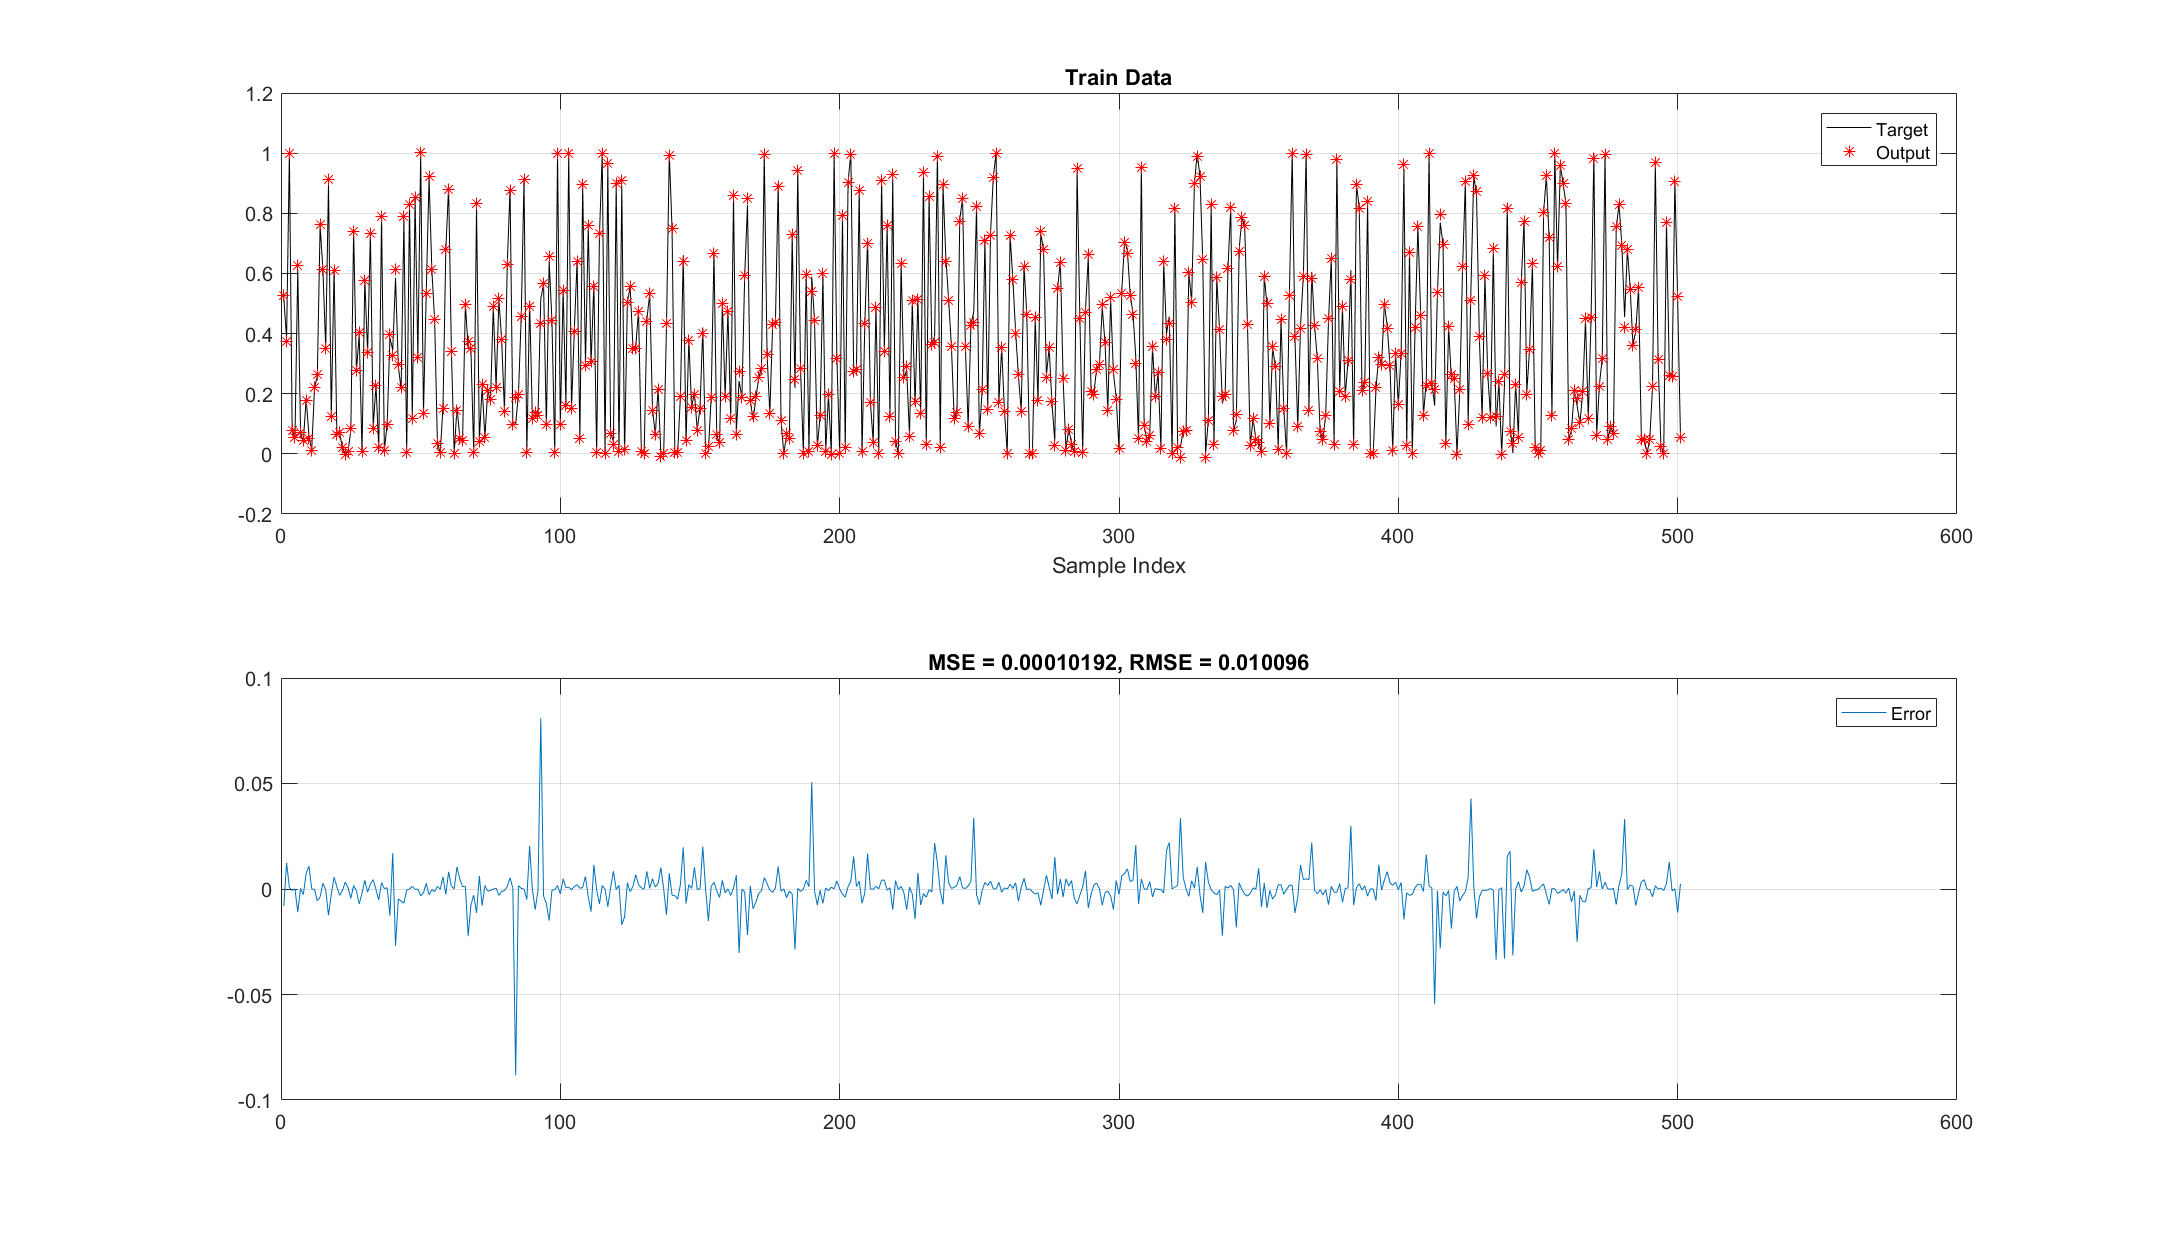 Train Data
1.2
1
0.8
0.6
0.4
0.2
0
-0.2
0 100 200 300 400 500 600
Sample Index
Target
Output
MSE = 0.00010192, RMSE = 0.010096
0.1
0.05
0
-0.05
-0.1
0 100 200 300 400 500 600
Error